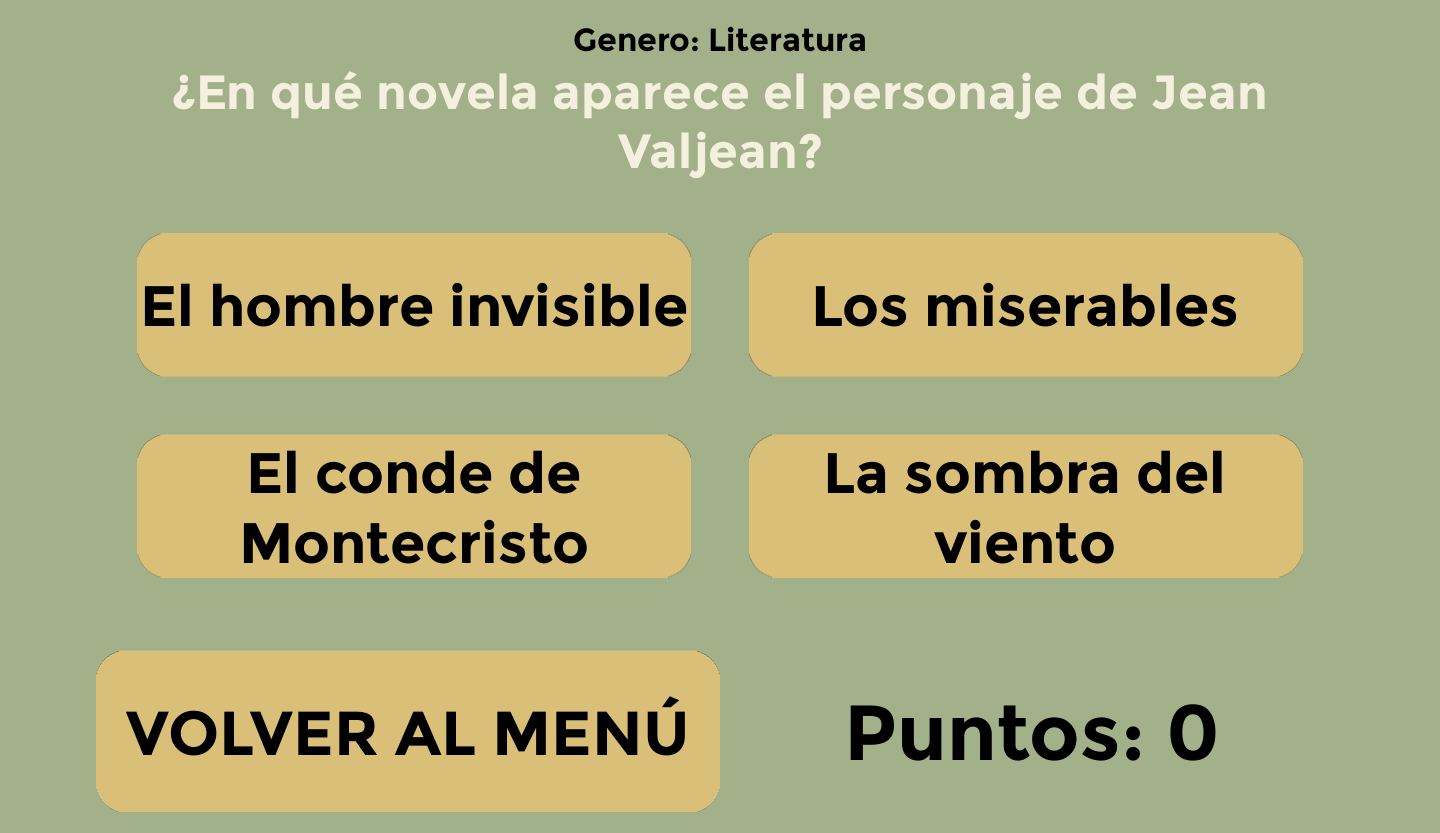 Genero: Literatura
¿En qué novela aparece el personaje de Jean
Valjean?
El hombre invisible
Los miserables
El conde de
Montecristo
La sombra del
viento
VOLVER AL MENÚ
Puntos: 0